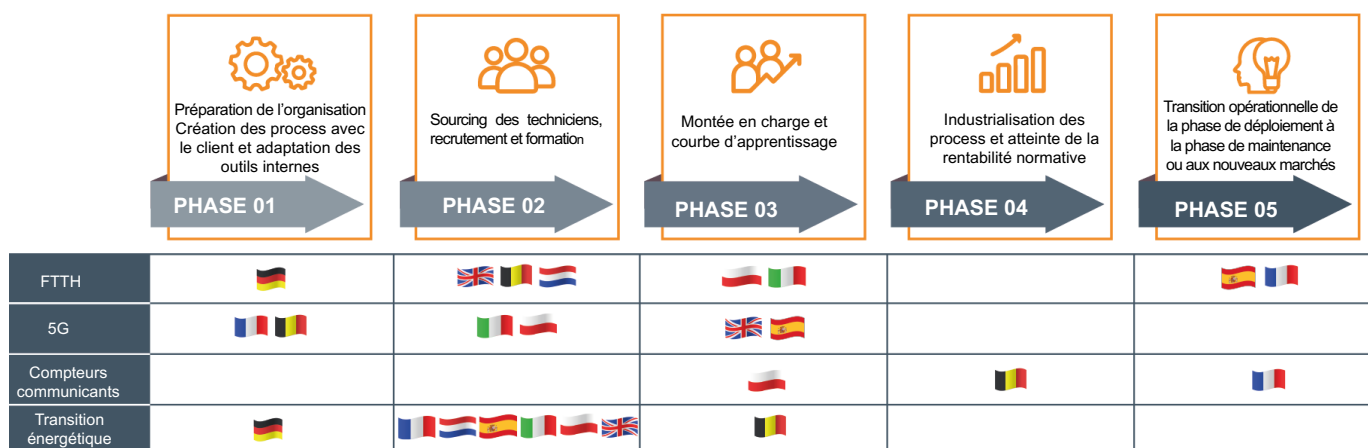 Préparation de l’organisation
Création des process avec
le client et adaptation des
outils internes
PHASE 01
Sourcing des techniciens,
recrutement et formation
PHASE 02
Montée en charge et
courbe d’apprentissage
PHASE 03
Industrialisation des
process et atteinte de la
rentabilité normative
PHASE 04
Transition opérationnelle de
la phase de déploiement à
la phase de maintenance
ou aux nouveaux marchés
PHASE 05
FTTH
5G
Compteurs
communicants
Transition
énergétique